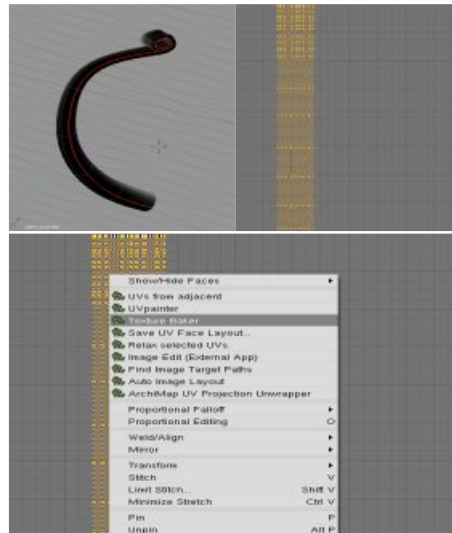 Show/Hide Faces
UVs from adjacent
UVpainter
Texture Baker
Save UV Face Layout...
Relax selected UVs.
Image Edit (External App)
Find Image Target Paths
Auto Image Layout
ArchiMap UV Projection Unwrapper
Proportional Falloff
Proportional Editing O
Weld/Align
Mirror
Transform
Stitch V
Limit Stitch... Shift V
Minimize Stretch Ctrl V
Pin P
Unpin Alt P